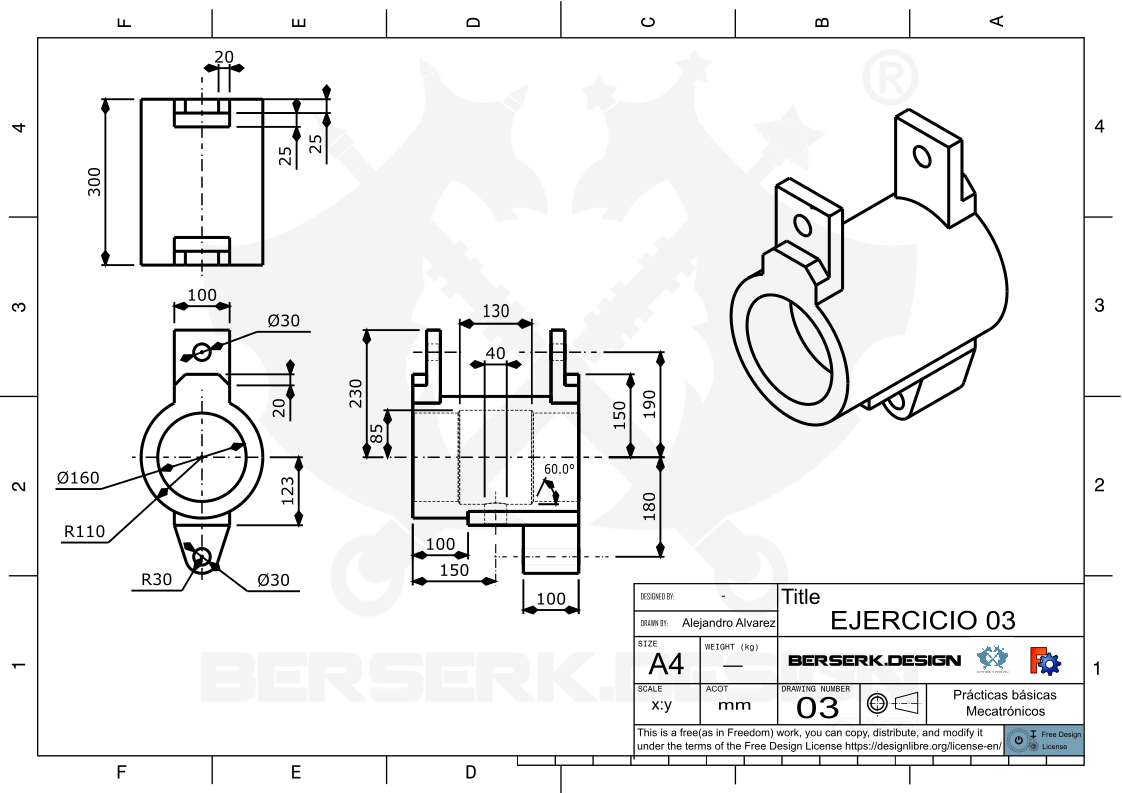 F E D C B A
®
4 4
3 3
2 2
1 1
20
300
25
25
100
Ø30
20
Ø160
R110
123
R30
Ø30
130
40
230
85
60.0°
150
190
180
100
150
100
BERSERK.DESIGN
DESIGNED BY: -
DRAWN BY: Alejandro Alvarez
Title
EJERCICIO 03
SIZE
A4
WEIGHT (kg)
—
BERSERK.DESIGN
SCALE
x:y
ACOT
mm
DRAWING NUMBER
03
Prácticas básicas
Mecatrónicos
This is a free(as in Freedom) work, you can copy, distribute, and modify it
under the terms of the Free Design License https://designlibre.org/license-en/
Free Design
License
F E D